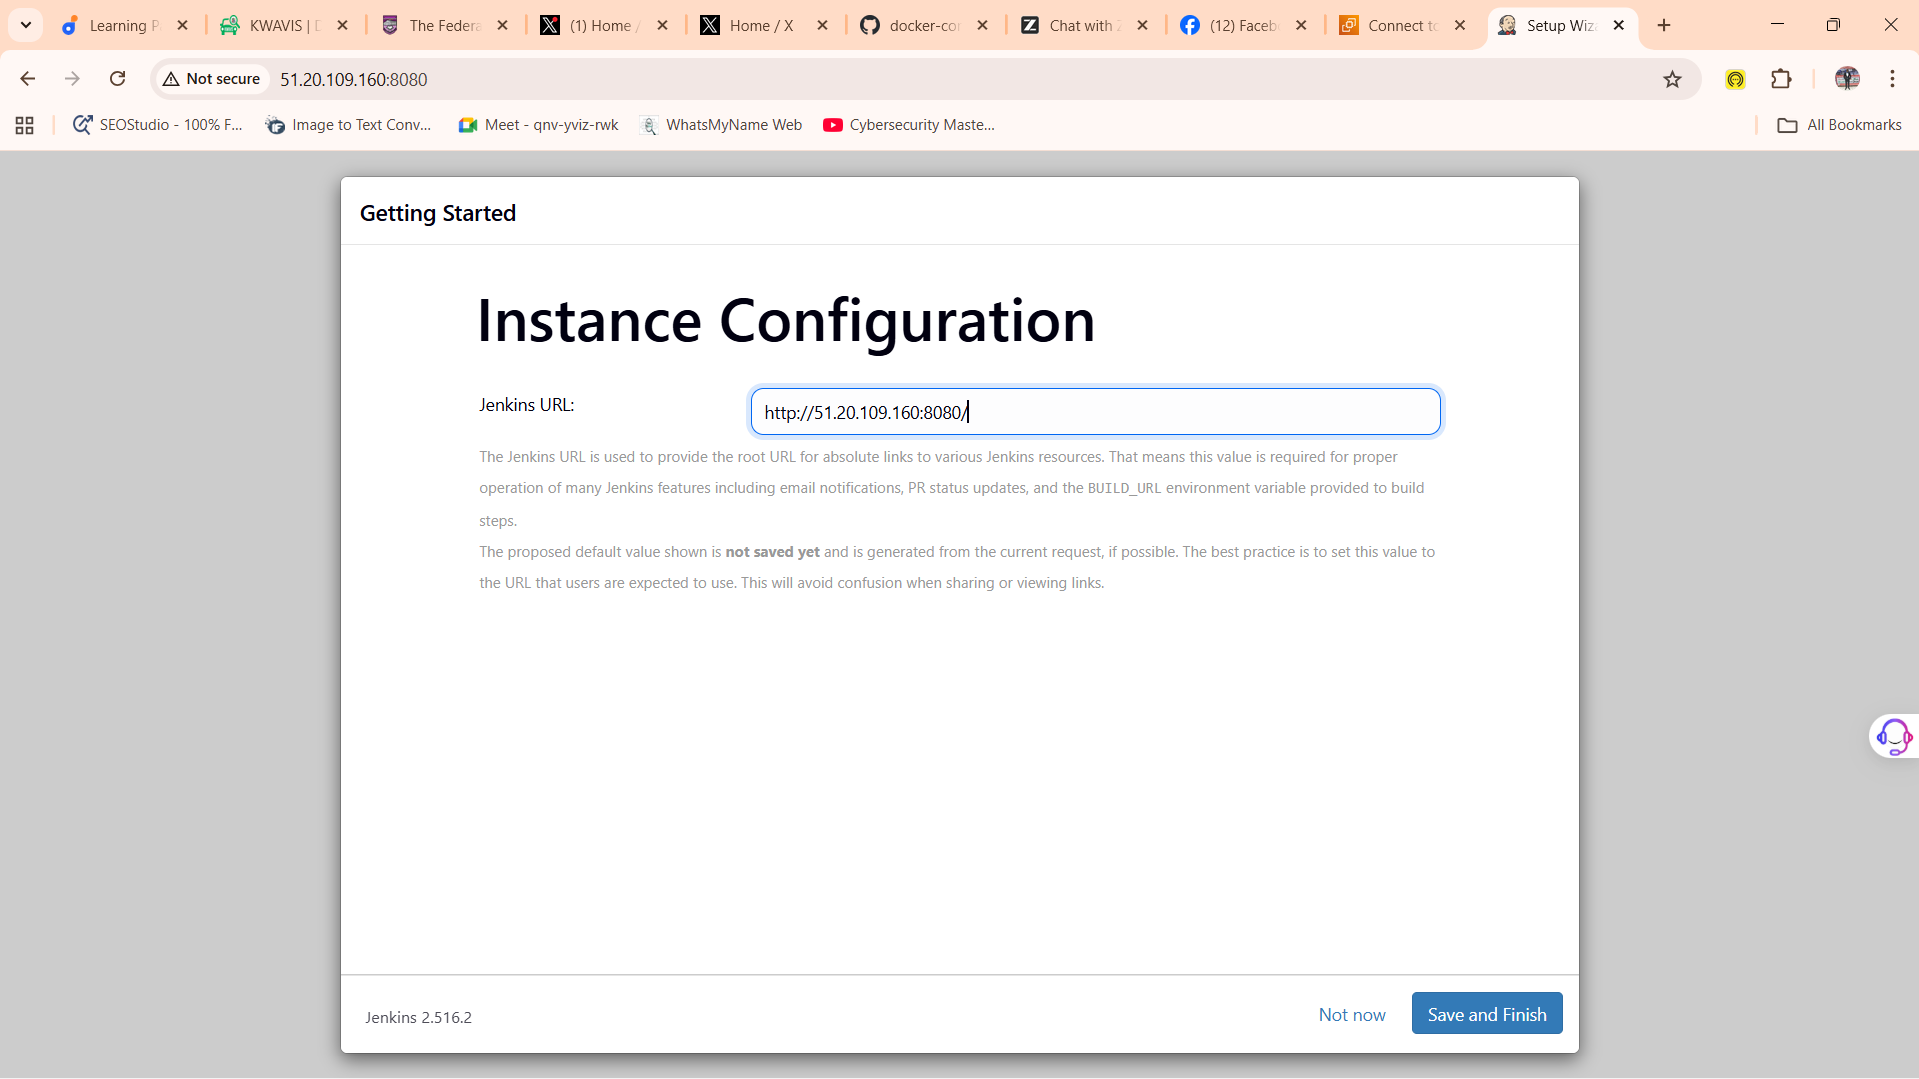 Learning P
KWAVIS | D
The Federa
(1) Home /
Home / X
docker-cor
Chat with Z
(12) Faceb
Connect to
Setup Wiza
Not secure
51.20.109.160:8080
SEOStudio - 100% F...
Image to Text Conv...
Meet - qnv-yviz-rwk
WhatsMyName Web
Cybersecurity Maste...
All Bookmarks
Getting Started
Instance Configuration
Jenkins URL:
http://51.20.109.160:8080/
The Jenkins URL is used to provide the root URL for absolute links to various Jenkins resources. That means this value is required for proper
operation of many Jenkins features including email notifications, PR status updates, and the BUILD_URL environment variable provided to build
steps.
The proposed default value shown is not saved yet and is generated from the current request, if possible. The best practice is to set this value to
the URL that users are expected to use. This will avoid confusion when sharing or viewing links.
Jenkins 2.516.2
Not now
Save and Finish